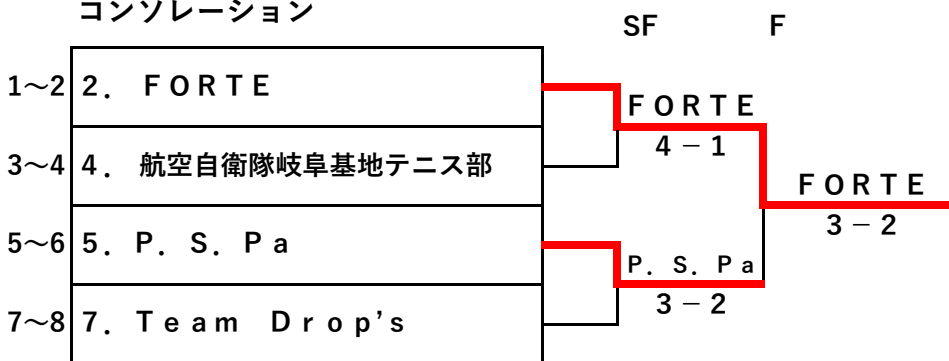 コンソレーション
SF F
1～2 2． ＦＯＲＴＥ
ＦＯＲＴＥ
4－1
3～4 4． 航空自衛隊岐阜基地テニス部
ＦＯＲＴＥ
3－2
5～6 5．Ｐ．Ｓ．Ｐａ
Ｐ．Ｓ．Ｐａ
3－2
7～8 7．Ｔｅａｍ　Ｄｒｏｐ’ｓ